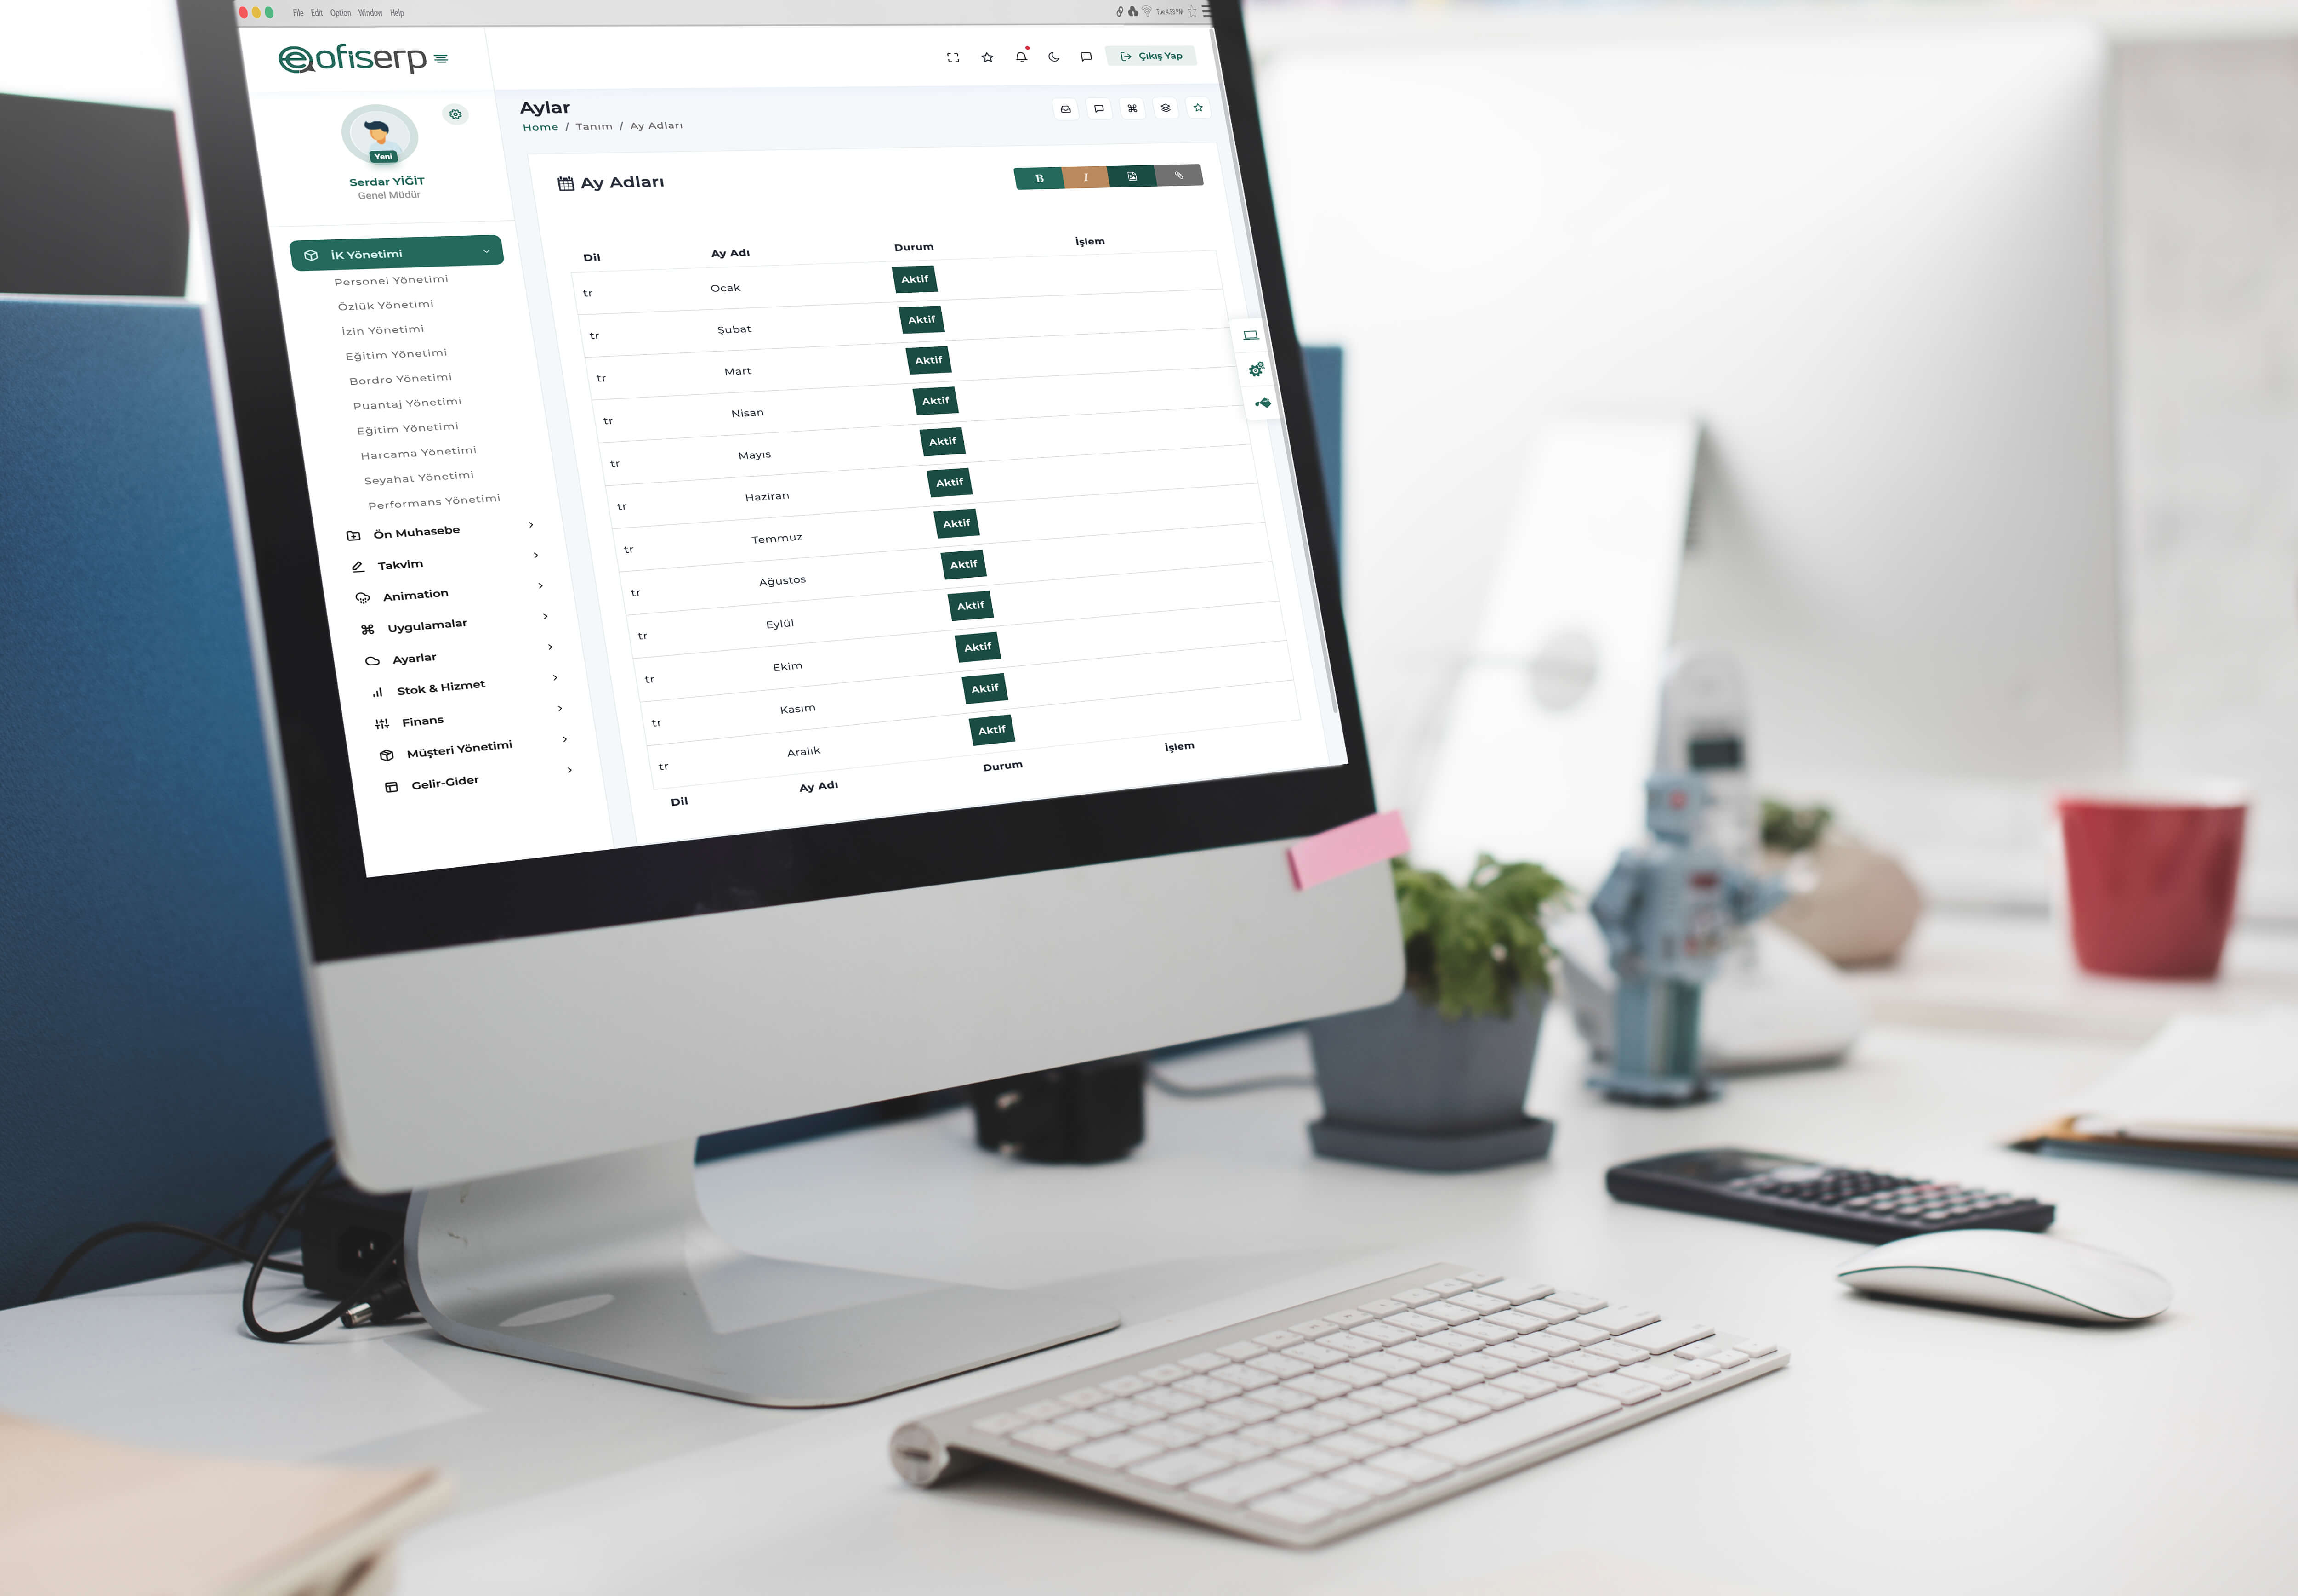 File Edit Option Window Help
Tue 4:58 PM
eofiserp
Çıkış Yap
Yeni
Serdar YİĞİT
Genel Müdür
İK Yönetimi
Personel Yönetimi
Özlük Yönetimi
İzin Yönetimi
Eğitim Yönetimi
Bordro Yönetimi
Puantaj Yönetimi
Eğitim Yönetimi
Harcama Yönetimi
Seyahat Yönetimi
Performans Yönetimi
Ön Muhasebe
Takvim
Animation
Uygulamalar
Ayarlar
Stok & Hizmet
Finans
Müşteri Yönetimi
Gelir-Gider
Aylar
Home / Tanım / Ay Adları
Ay Adları
B I
Dil Ay Adı Durum İşlem
tr Ocak Aktif
tr Şubat Aktif
tr Mart Aktif
tr Nisan Aktif
tr Mayıs Aktif
tr Haziran Aktif
tr Temmuz Aktif
tr Ağustos Aktif
tr Eylül Aktif
tr Ekim Aktif
tr Kasım Aktif
tr Aralık Aktif
Dil Ay Adı Durum İşlem